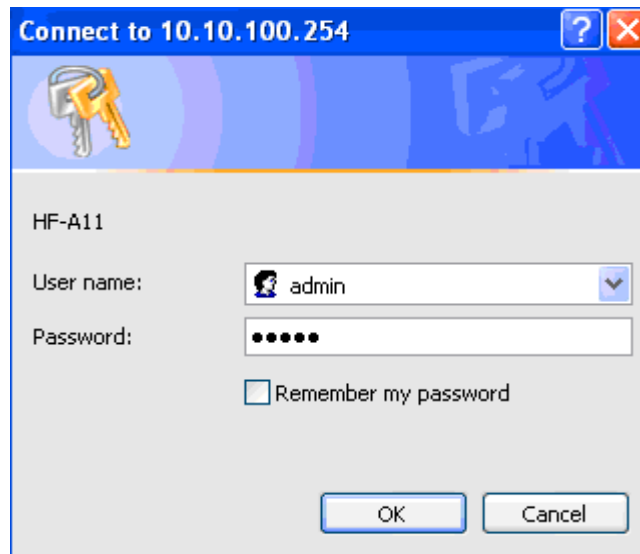 Connect to 10.10.100.254
HF-A11
User name: admin
Password: •••••
Remember my password
OK Cancel